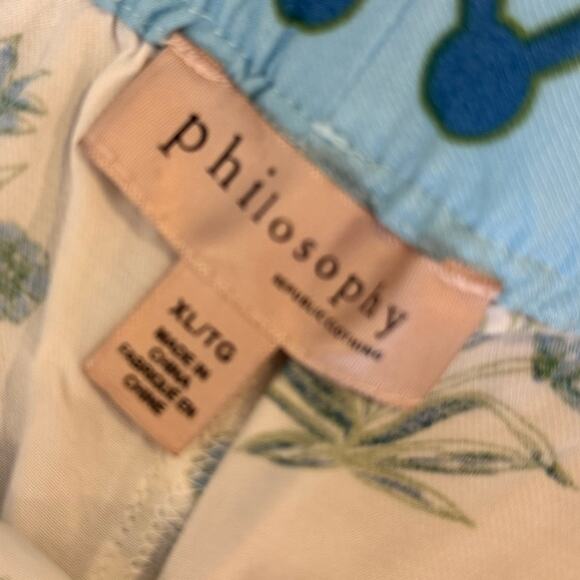 philosophy
REPUBLIC CLOTHING
XL/TG
MADE IN
CHINA
FABRIQUÉ EN
CHINE